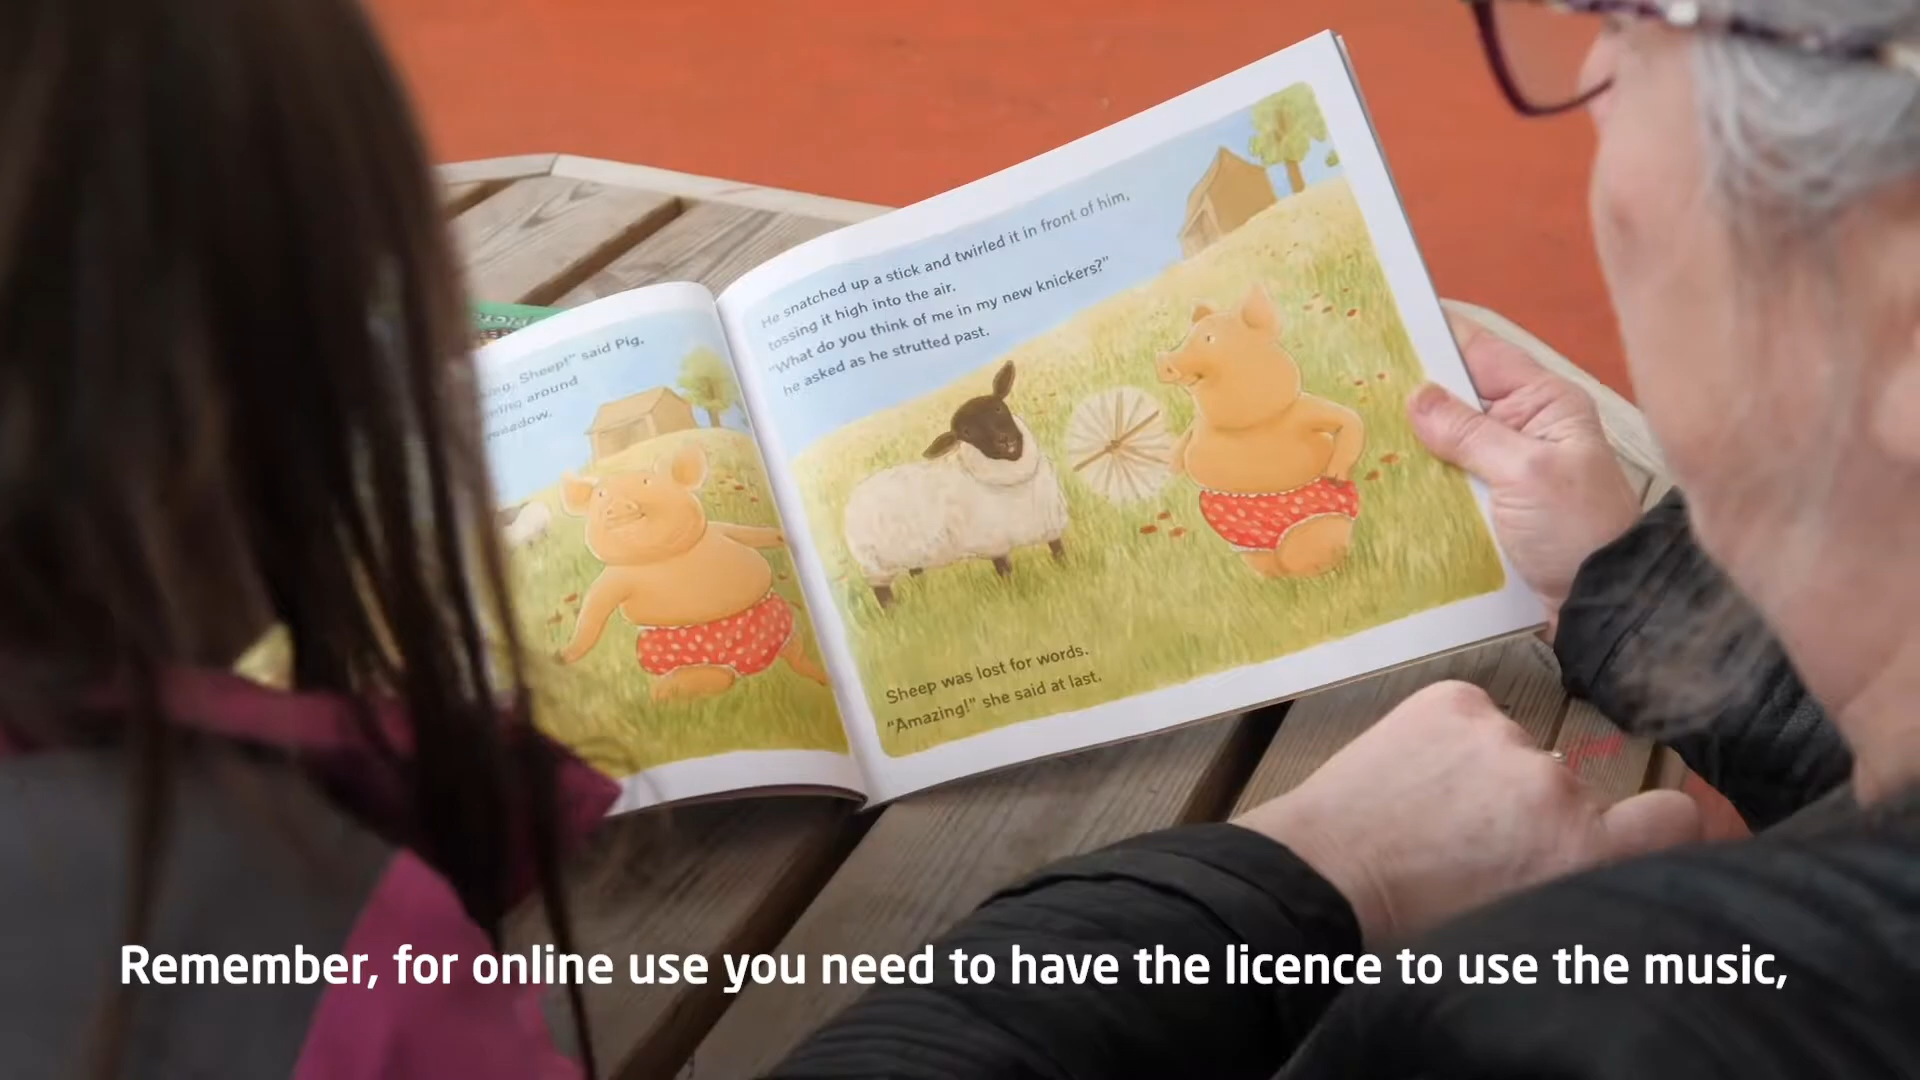 Sheep!" said Pig,
around
He snatched up a stick and twirled it in front of him,
tossing it high into the air.
"What do you think of me in my new knickers?"
he asked as he strutted past.
Sheep was lost for words.
"Amazing!" she said at last.
Remember, for online use you need to have the licence to use the music,